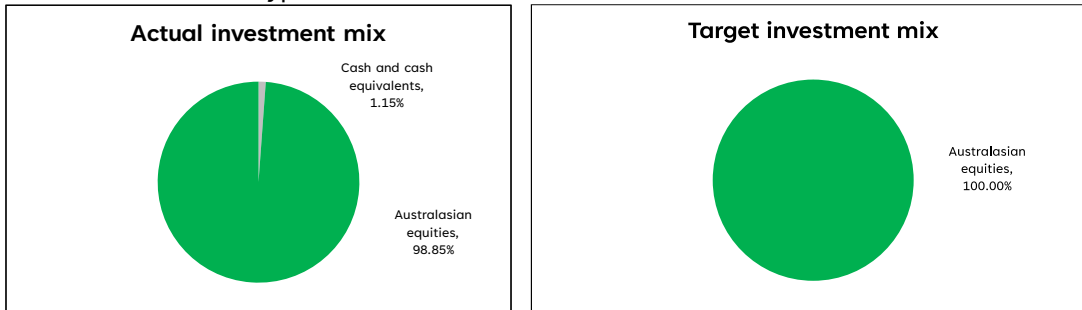 Actual investment mix
Cash and cash
equivalents,
1.15%
Australasian
equities,
98.85%
Target investment mix
Australasian
equities,
100.00%